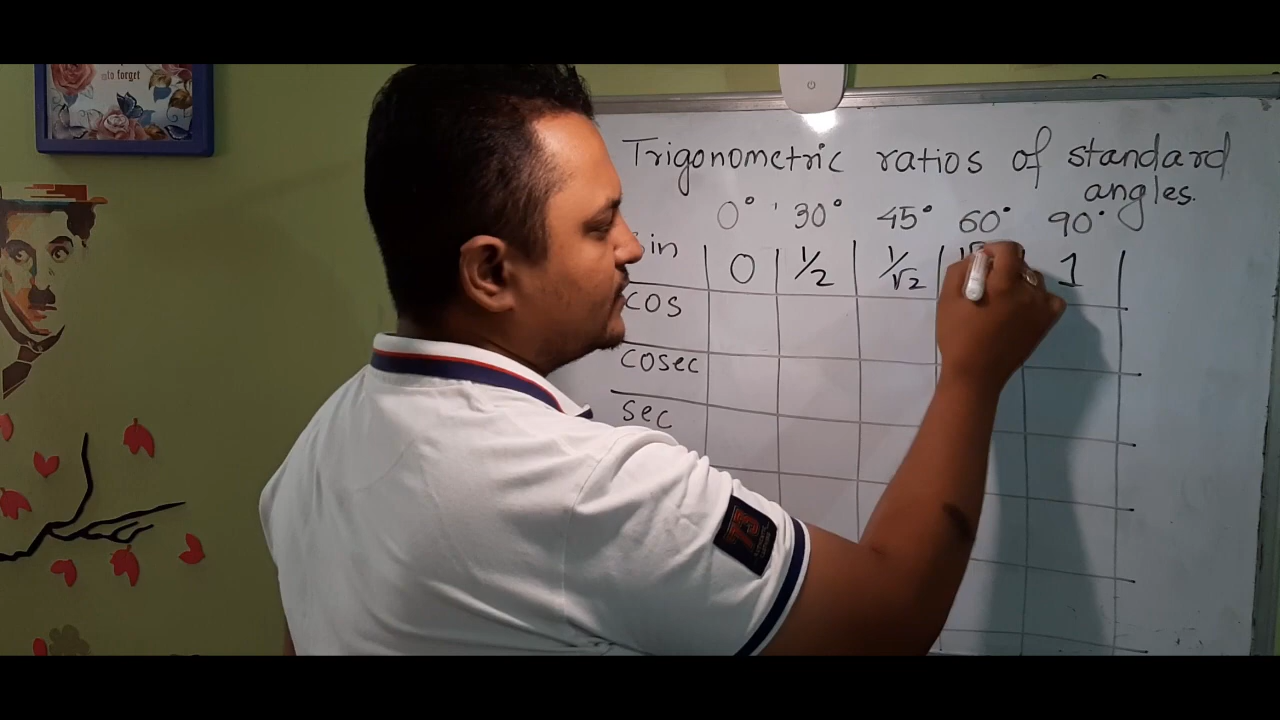 to forget
Trigonometric ratios of standard
angles.
0° 30° 45° 60° 90°
sin 0 1/2 1/√2 1
cos
cosec
sec